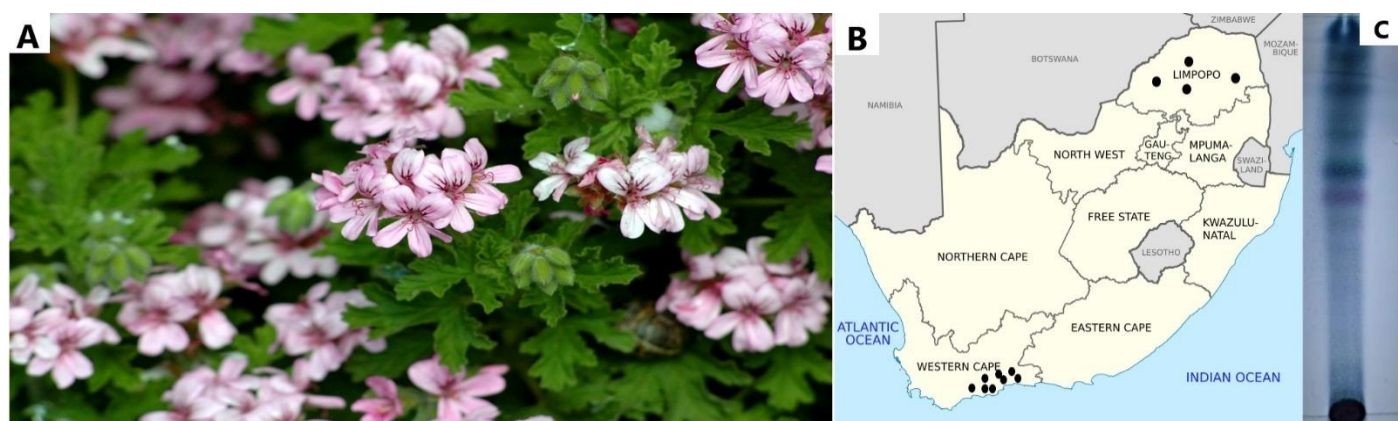 A
B
C
ZIMBABWE
MOZAM-
BIQUE
BOTSWANA
LIMPOPO
NAMIBIA
NORTH WEST
GAU-
TENG
MPUMA-
LANGA
SWAZI-
LAND
FREE STATE
KWAZULU-
NATAL
LESOTHO
NORTHERN CAPE
EASTERN CAPE
ATLANTIC
OCEAN
WESTERN CAPE
INDIAN OCEAN